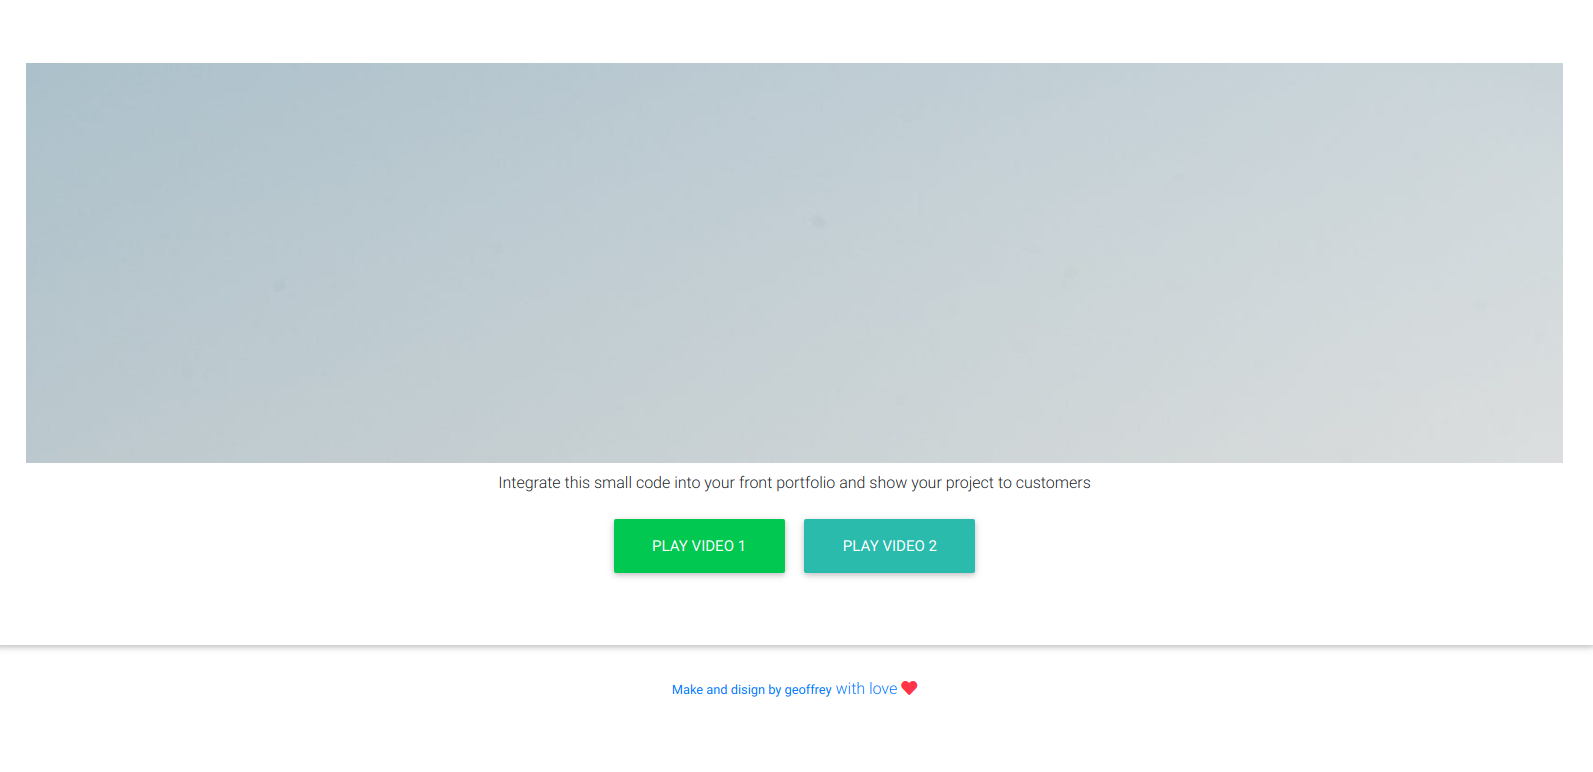 Integrate this small code into your front portfolio and show your project to customers
PLAY VIDEO 1
PLAY VIDEO 2
Make and disign by geoffrey with love